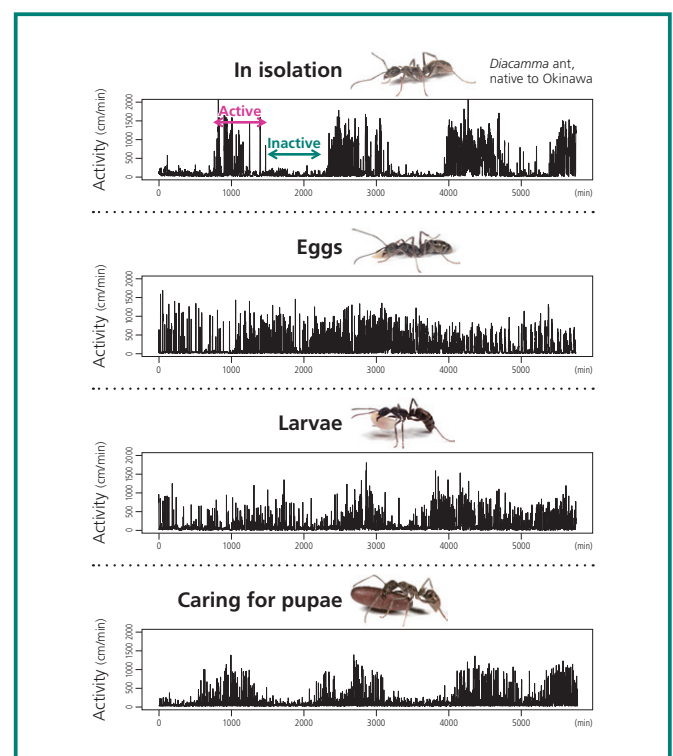 In isolation
Diacamma ant,
native to Okinawa
Activity (cm/min)
2000
1500
1000
500
0
Active
Inactive
0 1000 2000 3000 4000 5000 (min)
Eggs
Activity (cm/min)
2000
1500
1000
500
0
0 1000 2000 3000 4000 5000 (min)
Larvae
Activity (cm/min)
2000
1500
1000
500
0
0 1000 2000 3000 4000 5000 (min)
Caring for pupae
Activity (cm/min)
2000
1500
1000
500
0
0 1000 2000 3000 4000 5000 (min)